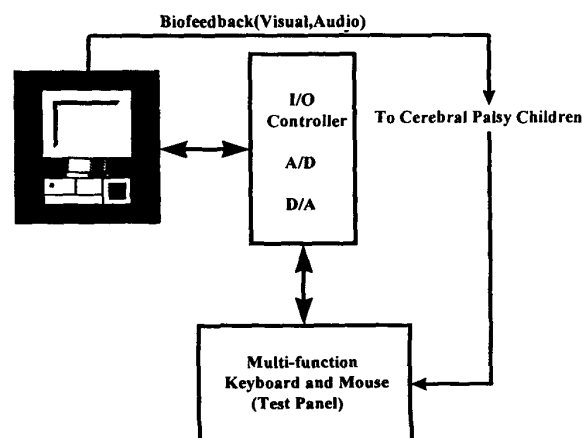 Biofeedback(Visual,Audio)
I/O
Controller
A/D
D/A
To Cerebral Palsy Children
Multi-function
Keyboard and Mouse
(Test Panel)